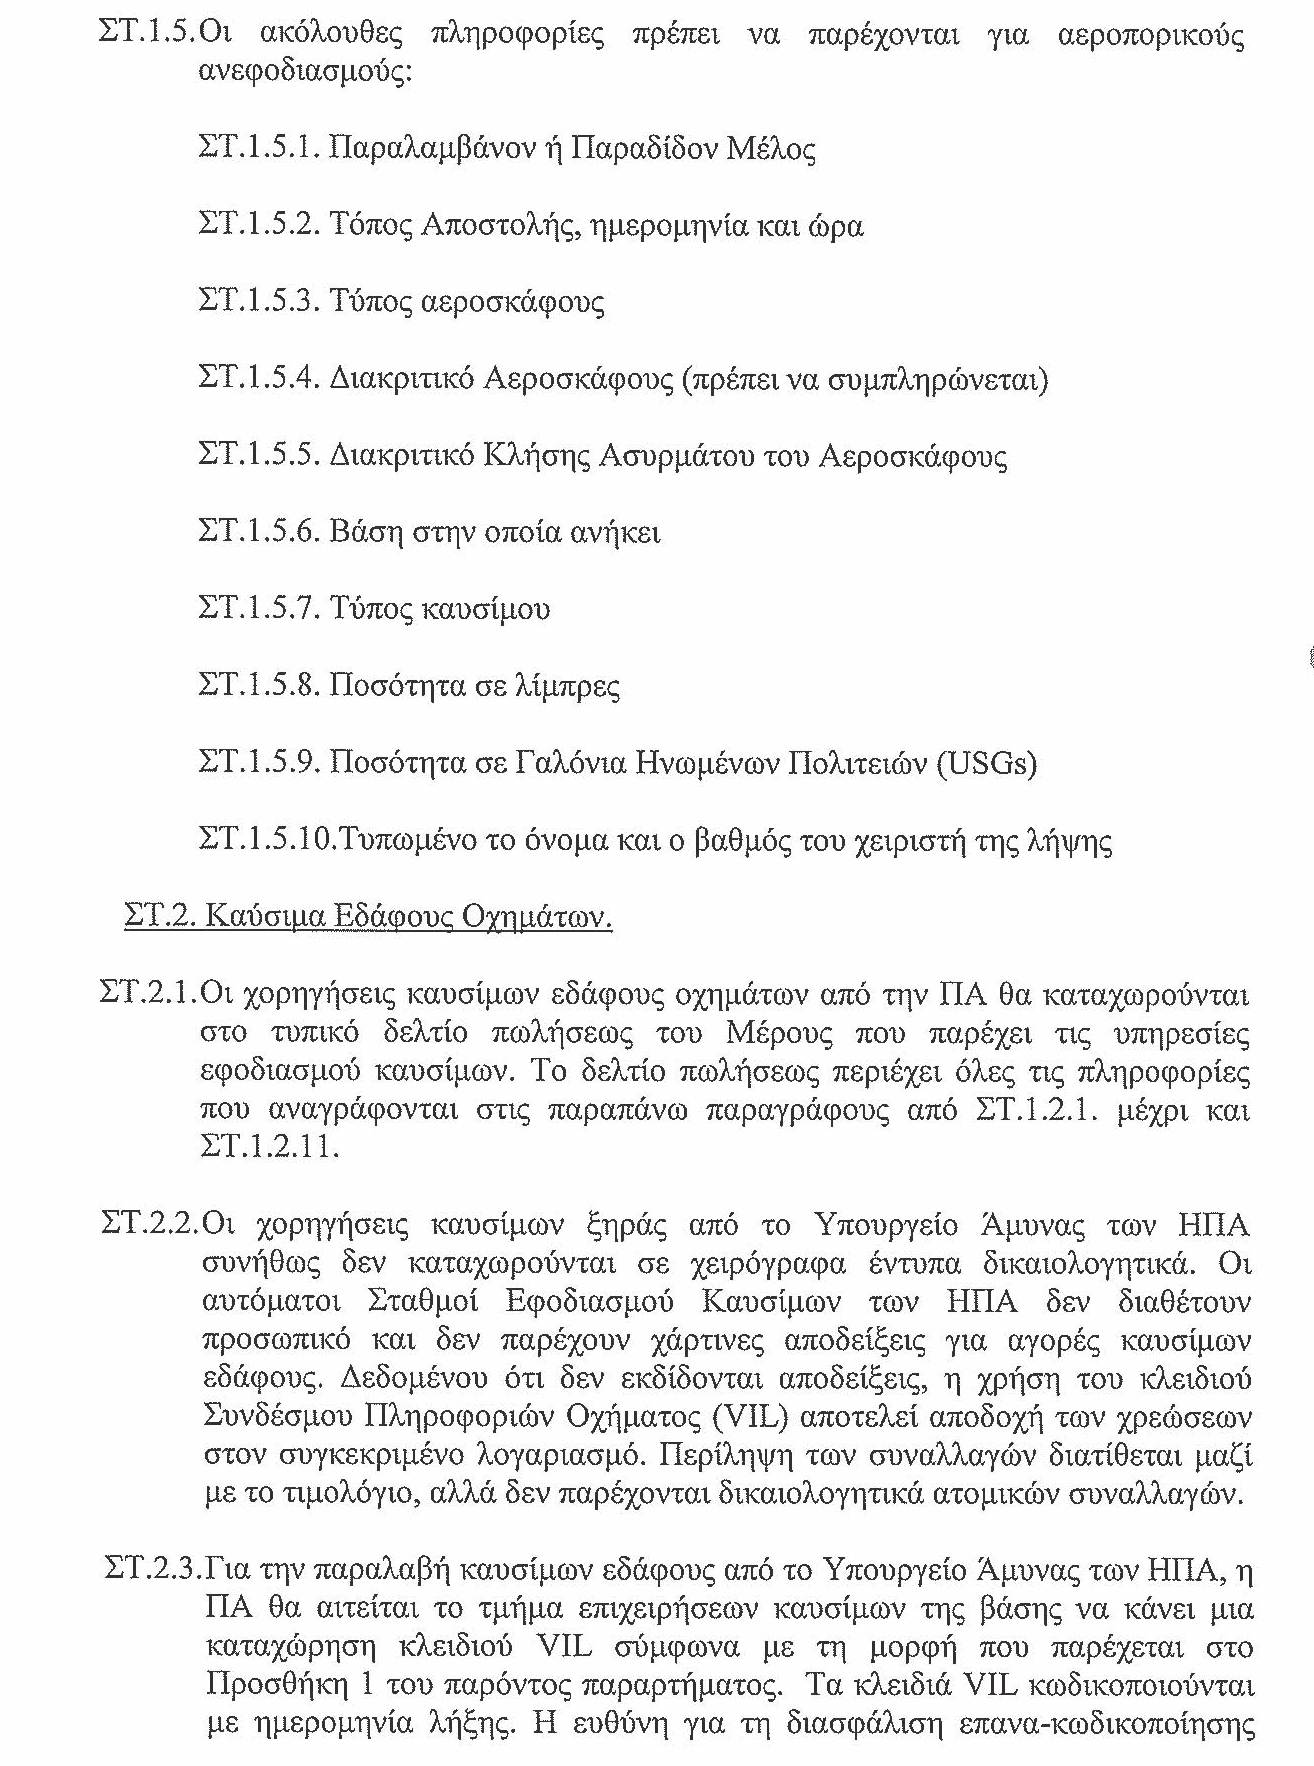 ΣΤ.1.5.Οι ακόλουθες πληροφορίες πρέπει να παρέχονται για αεροπορικούς
ανεφοδιασμούς:
ΣΤ.1.5.1. Παραλαμβάνον ή Παραδίδον Μέλος
ΣΤ.1.5.2. Τόπος Αποστολής, ημερομηνία και ώρα
ΣΤ.1.5.3. Τύπος αεροσκάφους
ΣΤ.1.5.4. Διακριτικό Αεροσκάφους (πρέπει να συμπληρώνεται)
ΣΤ.1.5.5. Διακριτικό Κλήσης Ασυρμάτου του Αεροσκάφους
ΣΤ.1.5.6. Βάση στην οποία ανήκει
ΣΤ.1.5.7. Τύπος καυσίμου
ΣΤ.1.5.8. Ποσότητα σε λίμπρες
ΣΤ.1.5.9. Ποσότητα σε Γαλόνια Ηνωμένων Πολιτειών (USGs)
ΣΤ.1.5.10.Τυπωμένο το όνομα και ο βαθμός του χειριστή της λήψης
ΣΤ.2. Καύσιμα Εδάφους Οχημάτων.
ΣΤ.2.1.Οι χορηγήσεις καυσίμων εδάφους οχημάτων από την ΠΑ θα καταχωρούνται
στο τυπικό δελτίο πωλήσεως του Μέρους που παρέχει τις υπηρεσίες
εφοδιασμού καυσίμων. Το δελτίο πωλήσεως περιέχει όλες τις πληροφορίες
που αναγράφονται στις παραπάνω παραγράφους από ΣΤ.1.2.1. μέχρι και
ΣΤ.1.2.11.
ΣΤ.2.2.Οι χορηγήσεις καυσίμων ξηράς από το Υπουργείο Άμυνας των ΗΠΑ
συνήθως δεν καταχωρούνται σε χειρόγραφα έντυπα δικαιολογητικά. Οι
αυτόματοι Σταθμοί Εφοδιασμού Καυσίμων των ΗΠΑ δεν διαθέτουν
προσωπικό και δεν παρέχουν χάρτινες αποδείξεις για αγορές καυσίμων
εδάφους. Δεδομένου ότι δεν εκδίδονται αποδείξεις, η χρήση του κλειδιού
Συνδέσμου Πληροφοριών Οχήματος (VIL) αποτελεί αποδοχή των χρεώσεων
στον συγκεκριμένο λογαριασμό. Περίληψη των συναλλαγών διατίθεται μαζί
με το τιμολόγιο, αλλά δεν παρέχονται δικαιολογητικά ατομικών συναλλαγών.
ΣΤ.2.3.Για την παραλαβή καυσίμων εδάφους από το Υπουργείο Άμυνας των ΗΠΑ, η
ΠΑ θα αιτείται το τμήμα επιχειρήσεων καυσίμων της βάσης να κάνει μια
καταχώρηση κλειδιού VIL σύμφωνα με τη μορφή που παρέχεται στο
Προσθήκη 1 του παρόντος παραρτήματος. Τα κλειδιά VIL κωδικοποιούνται
με ημερομηνία λήξης. Η ευθύνη για τη διασφάλιση επανα-κωδικοποίησης